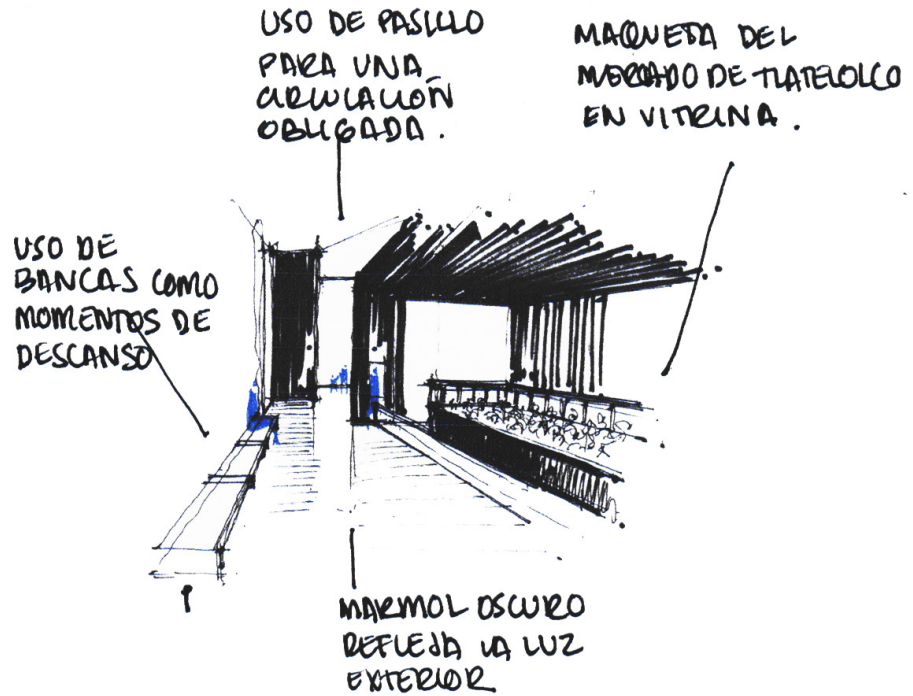 USO DE PASILLO
PARA UNA
CIRCULACIÓN
OBLIGADA.
MAQUETA DEL
MERCADO DE TLATELOLCO
EN VITRINA.
USO DE
BANCAS COMO
MOMENTOS DE
DESCANSO
MARMOL OSCURO
REFLEJA LA LUZ
EXTERIOR